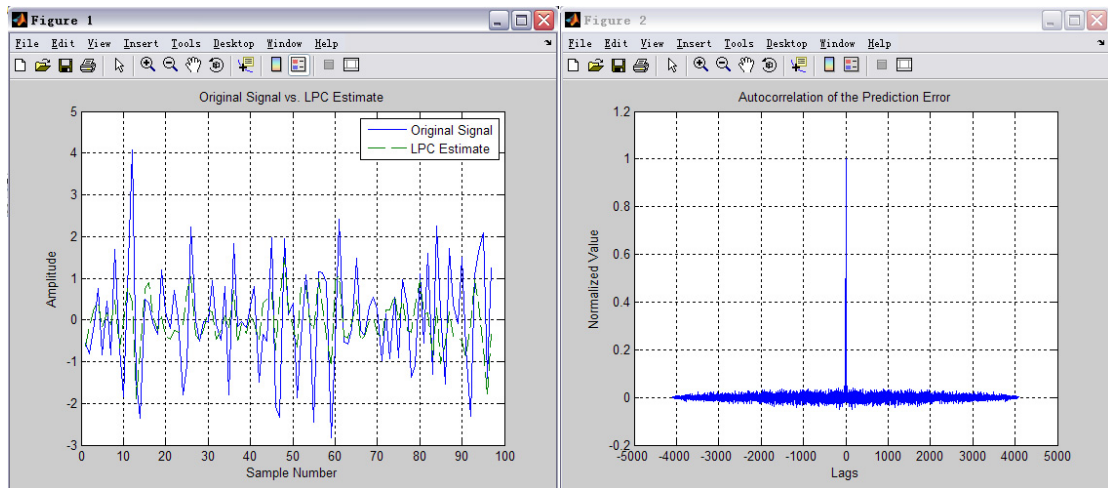 Figure 1
File Edit View Insert Tools Desktop Window Help
Original Signal vs. LPC Estimate
Original Signal
LPC Estimate
5
4
3
2
1
0
-1
-2
-3
Amplitude
0 10 20 30 40 50 60 70 80 90 100
Sample Number
Figure 2
File Edit View Insert Tools Desktop Window Help
Autocorrelation of the Prediction Error
1.2
1
0.8
0.6
0.4
0.2
0
-0.2
Normalized Value
-5000 -4000 -3000 -2000 -1000 0 1000 2000 3000 4000 5000
Lags